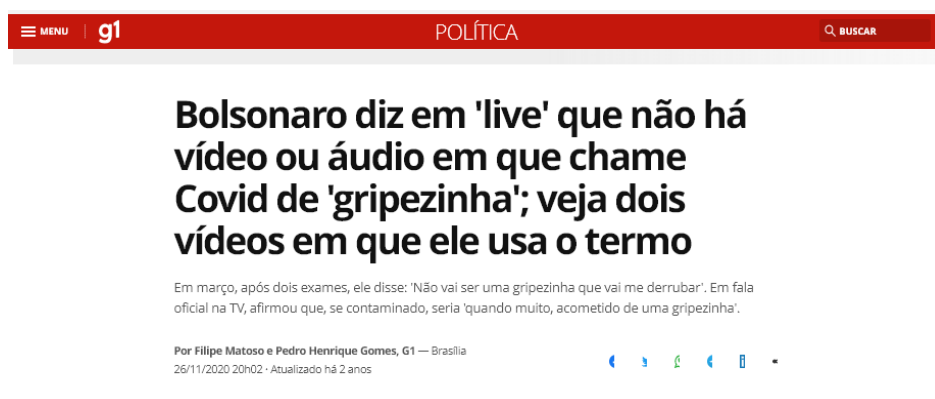 MENU g1 POLÍTICA BUSCAR
Bolsonaro diz em 'live' que não há
vídeo ou áudio em que chame
Covid de 'gripezinha'; veja dois
vídeos em que ele usa o termo
Em março, após dois exames, ele disse: 'Não vai ser uma gripezinha que vai me derrubar'. Em fala
oficial na TV, afirmou que, se contaminado, seria 'quando muito, acometido de uma gripezinha'.
Por Filipe Matoso e Pedro Henrique Gomes, G1 — Brasília
26/11/2020 20h02 · Atualizado há 2 anos